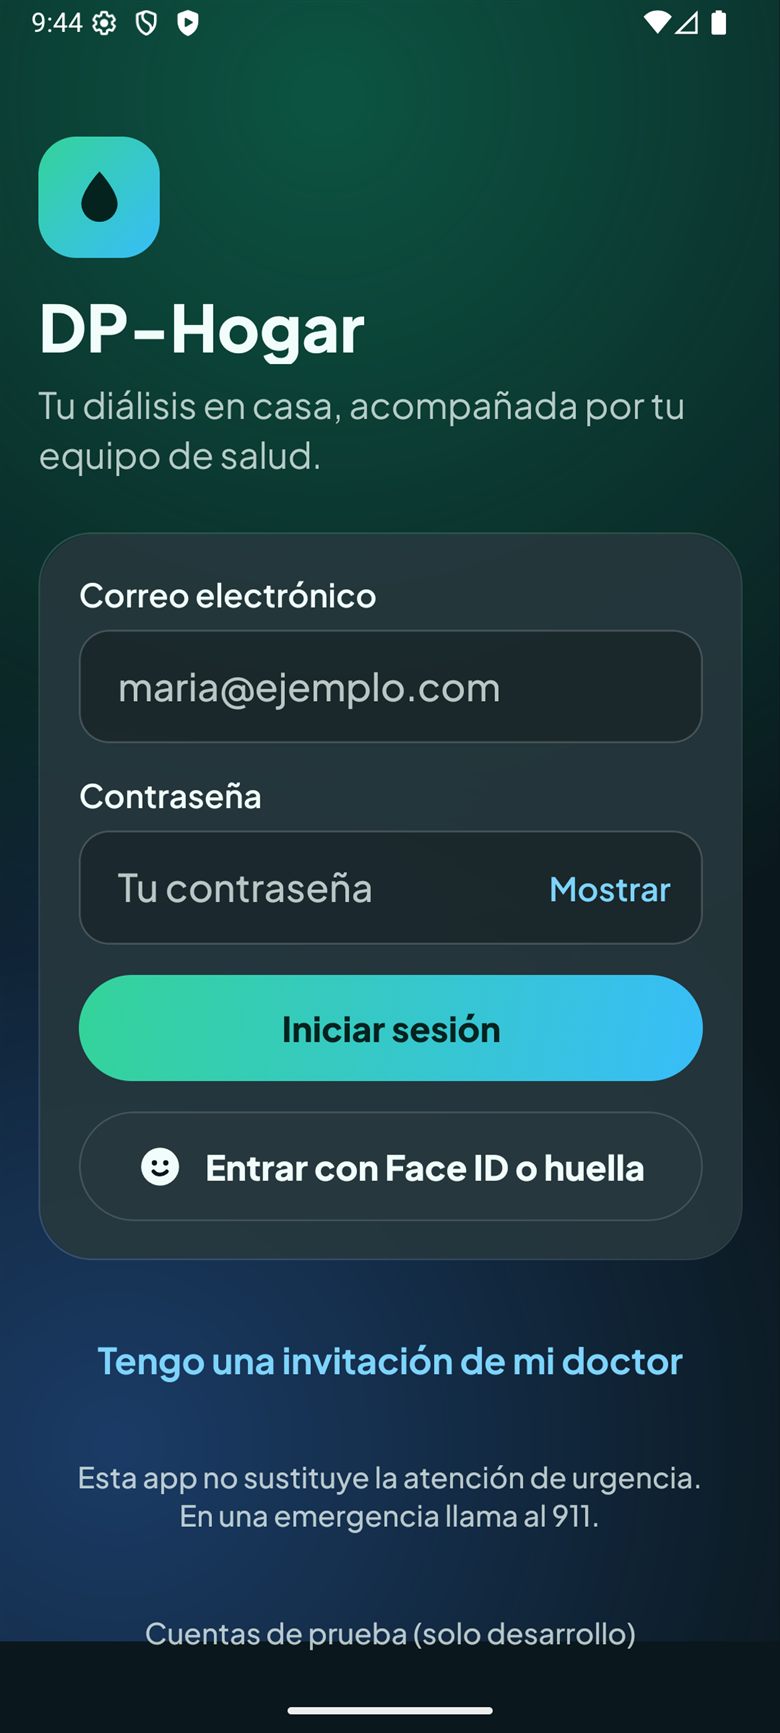 9:44
DP-Hogar
Tu diálisis en casa, acompañada por tu
equipo de salud.
Correo electrónico
maria@ejemplo.com
Contraseña
Tu contraseña
Mostrar
Iniciar sesión
Entrar con Face ID o huella
Tengo una invitación de mi doctor
Esta app no sustituye la atención de urgencia.
En una emergencia llama al 911.
Cuentas de prueba (solo desarrollo)